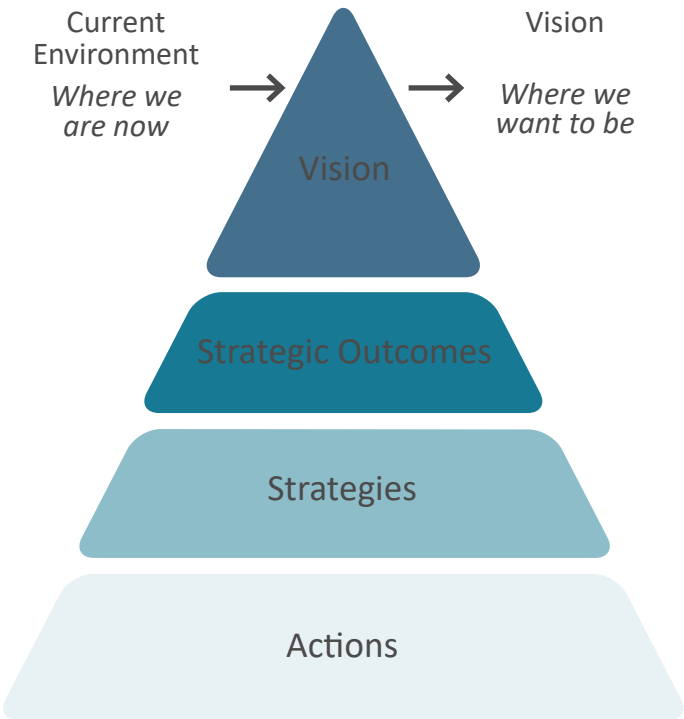 Current
Environment
Where we
are now
Vision
Where we
want to be
Vision
Strategic Outcomes
Strategies
Actions